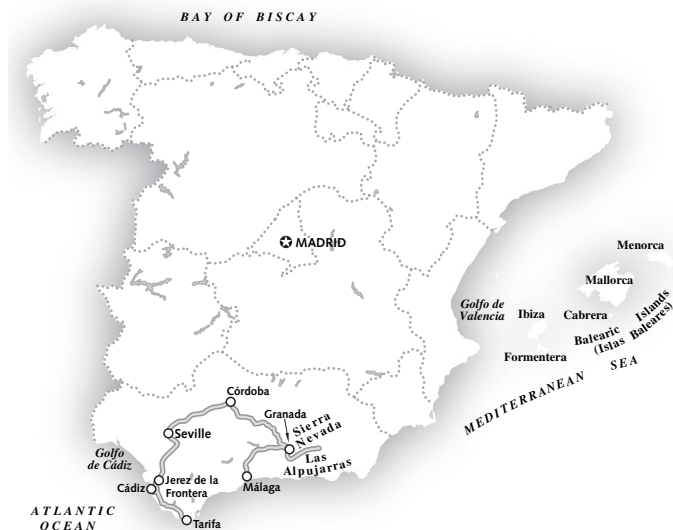 BAY OF BISCAY
MADRID
Menorca
Mallorca
Golfo de
Valencia
Ibiza
Cabrera
Balearic Islands
(Islas Baleares)
Formentera
MEDITERRANEAN SEA
Córdoba
Granada
Sierra
Nevada
Seville
Las
Alpujarras
Golfo
de Cádiz
Jerez de la
Frontera
Cádiz
Málaga
ATLANTIC
OCEAN
Tarifa